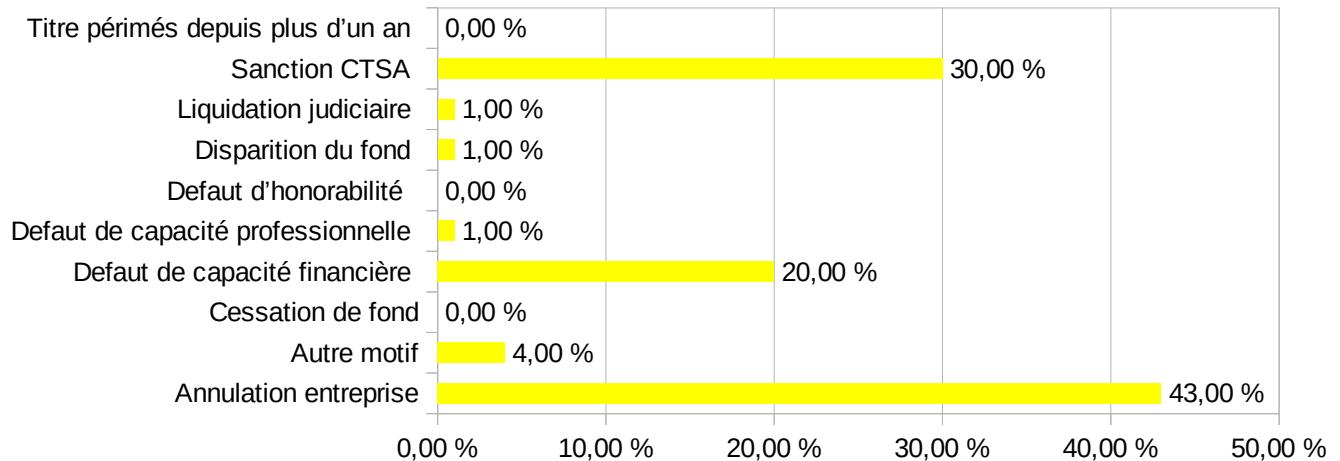 Titre périmés depuis plus d’un an 0,00 %
Sanction CTSA 30,00 %
Liquidation judiciaire 1,00 %
Disparition du fond 1,00 %
Defaut d’honorabilité 0,00 %
Defaut de capacité professionnelle 1,00 %
Defaut de capacité financière 20,00 %
Cessation de fond 0,00 %
Autre motif 4,00 %
Annulation entreprise 43,00 %
0,00 % 10,00 % 20,00 % 30,00 % 40,00 % 50,00 %